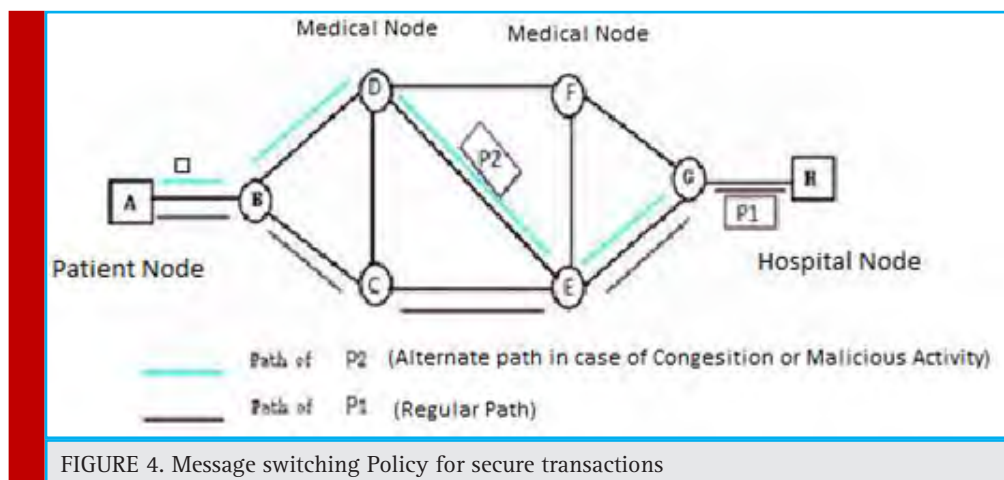 Medical Node
Medical Node
D
F
P2
A
B
G
H
P1
Patient Node
Hospital Node
C
E
Path of P2 (Alternate path in case of Congesition or Malicious Activity)
Path of P1 (Regular Path)
FIGURE 4. Message switching Policy for secure transactions